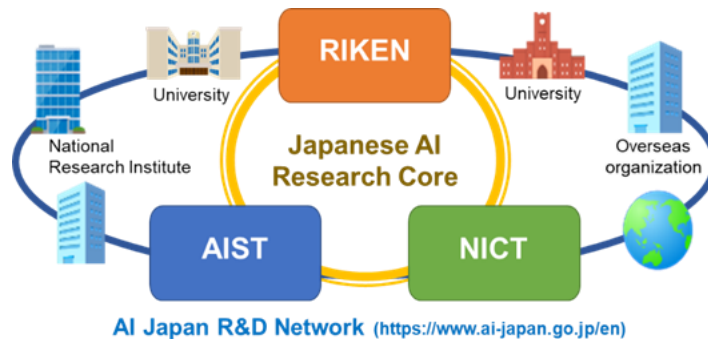 RIKEN
University
University
National
Research Institute
Japanese AI
Research Core
Overseas
organization
AIST
NICT
AI Japan R&D Network (https://www.ai-japan.go.jp/en)